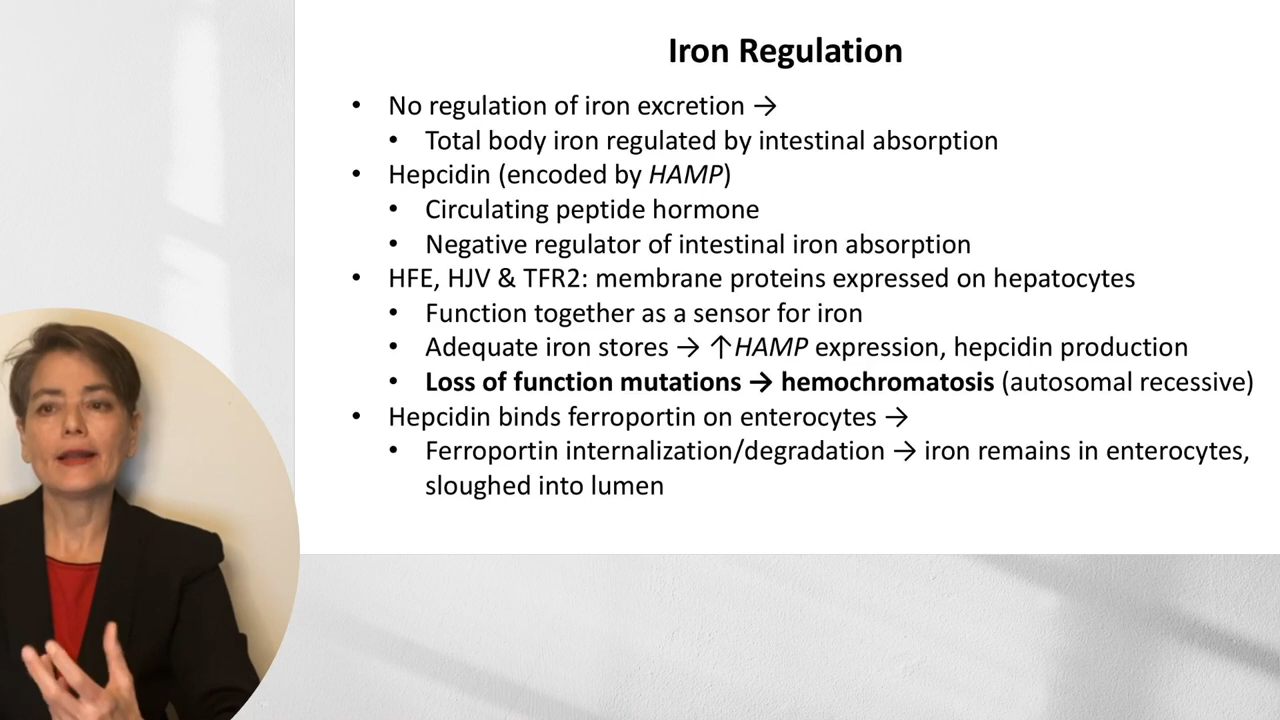 Iron Regulation
• No regulation of iron excretion →
• Total body iron regulated by intestinal absorption
• Hepcidin (encoded by HAMP)
• Circulating peptide hormone
• Negative regulator of intestinal iron absorption
• HFE, HJV & TFR2: membrane proteins expressed on hepatocytes
• Function together as a sensor for iron
• Adequate iron stores → ↑HAMP expression, hepcidin production
• Loss of function mutations → hemochromatosis (autosomal recessive)
• Hepcidin binds ferroportin on enterocytes →
• Ferroportin internalization/degradation → iron remains in enterocytes,
sloughed into lumen